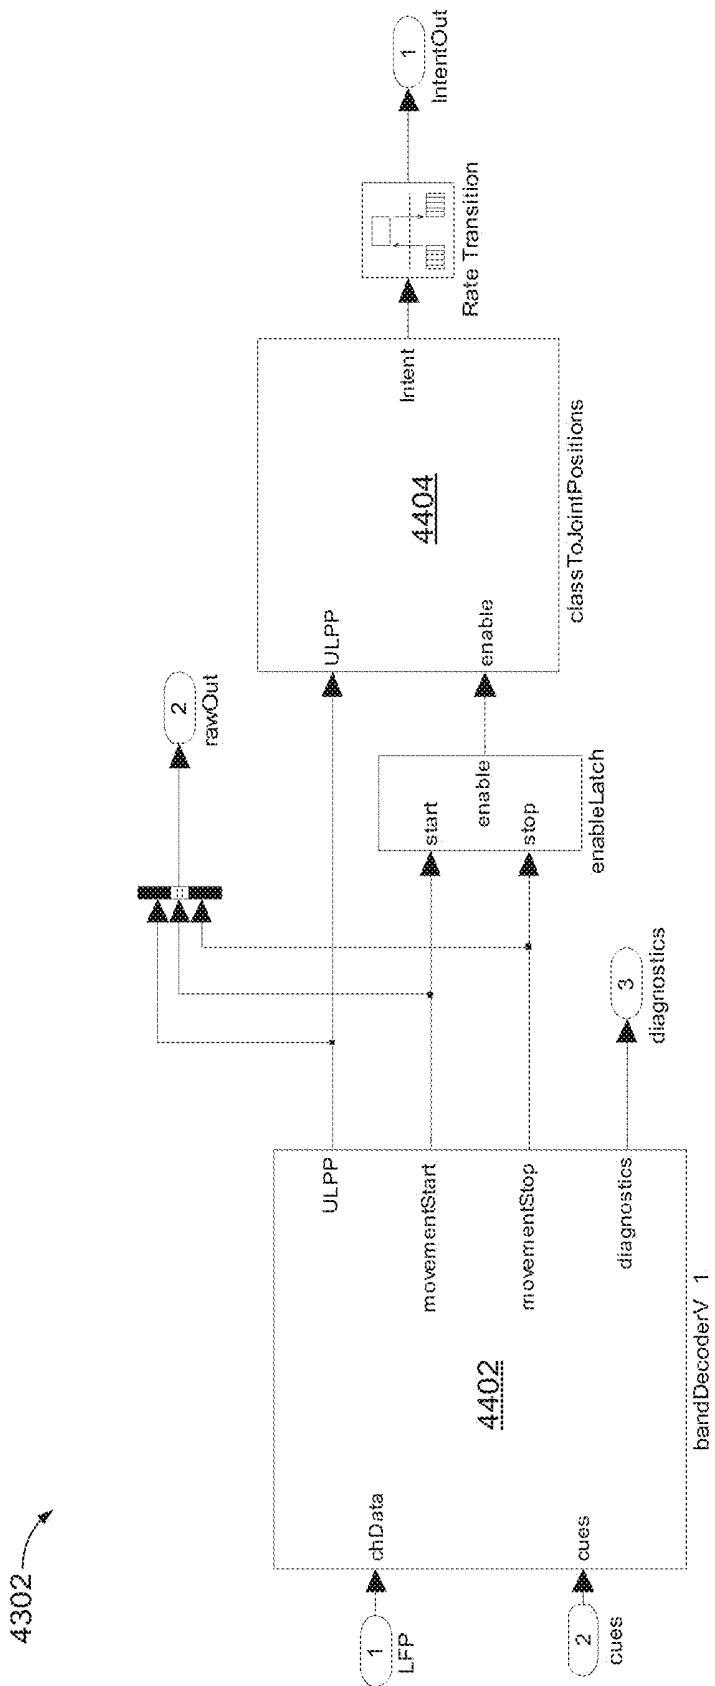 4302
1
LFP
2
cues
chData
cues
4402
ULPP
movementStart
movementStop
diagnostics
bandDecoderV 1
3
diagnostics
2
rawOut
start
enable
stop
enableLatch
ULPP
enable
4404
Intent
classToJointPositions
Rate Transition
1
IntentOut